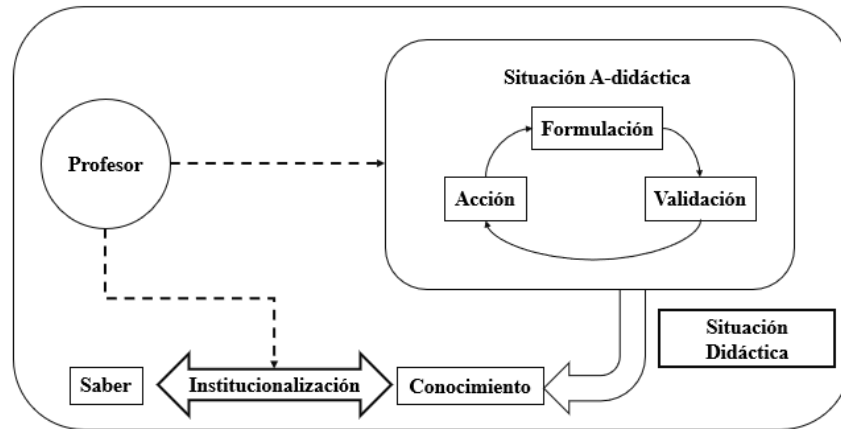 Situación A-didáctica
Formulación
Profesor
Acción
Validación
Situación
Didáctica
Saber
Institucionalización
Conocimiento